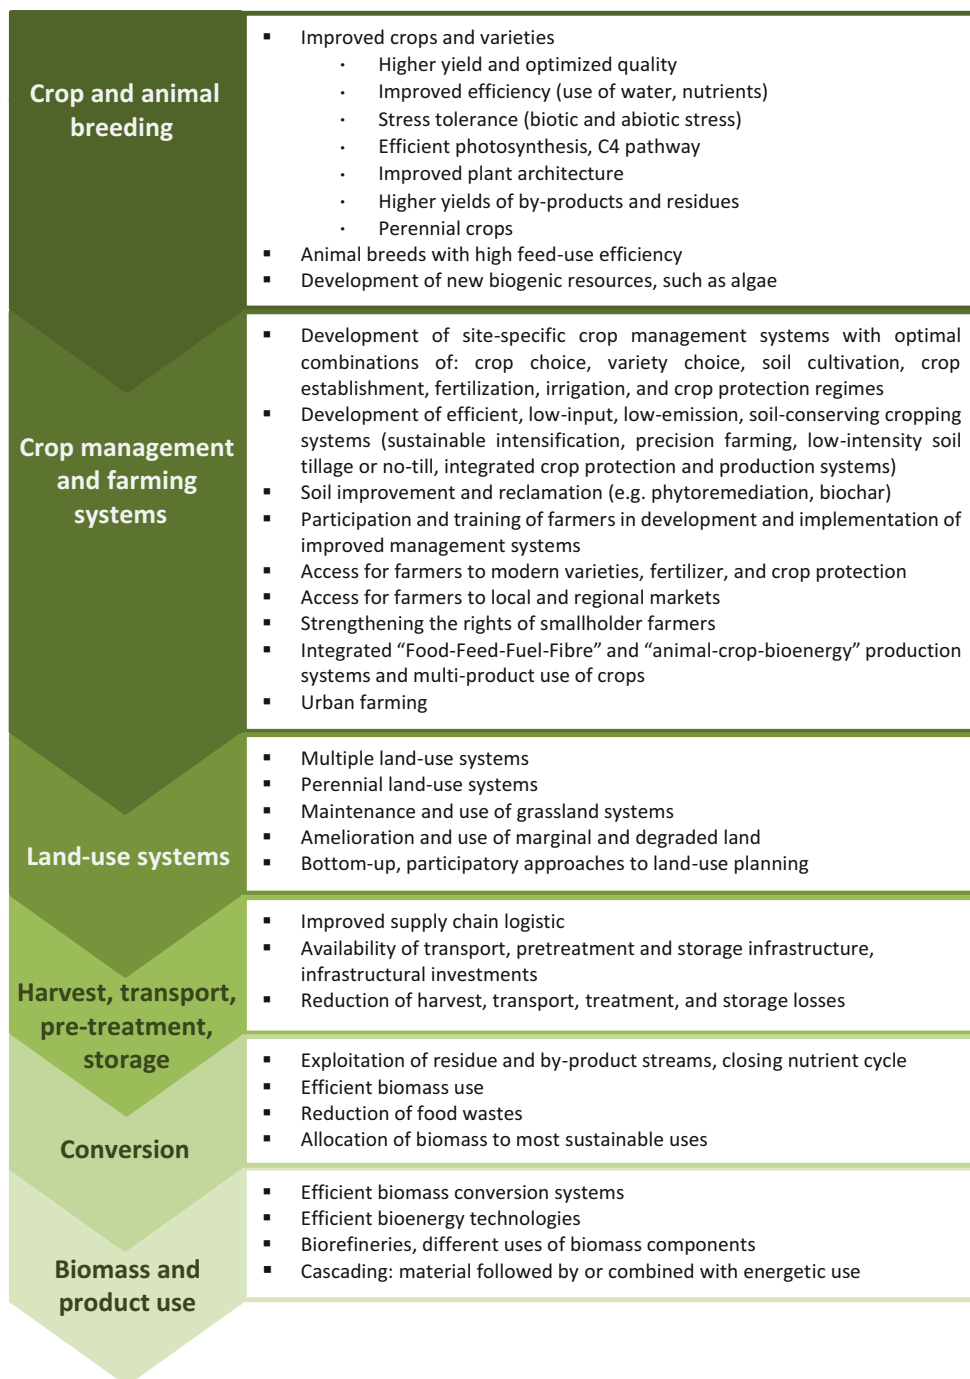 Crop and animal
breeding
▪ Improved crops and varieties
· Higher yield and optimized quality
· Improved efficiency (use of water, nutrients)
· Stress tolerance (biotic and abiotic stress)
· Efficient photosynthesis, C4 pathway
· Improved plant architecture
· Higher yields of by-products and residues
· Perennial crops
▪ Animal breeds with high feed-use efficiency
▪ Development of new biogenic resources, such as algae
Crop management
and farming
systems
▪ Development of site-specific crop management systems with optimal
combinations of: crop choice, variety choice, soil cultivation, crop
establishment, fertilization, irrigation, and crop protection regimes
▪ Development of efficient, low-input, low-emission, soil-conserving cropping
systems (sustainable intensification, precision farming, low-intensity soil
tillage or no-till, integrated crop protection and production systems)
▪ Soil improvement and reclamation (e.g. phytoremediation, biochar)
▪ Participation and training of farmers in development and implementation of
improved management systems
▪ Access for farmers to modern varieties, fertilizer, and crop protection
▪ Access for farmers to local and regional markets
▪ Strengthening the rights of smallholder farmers
▪ Integrated “Food-Feed-Fuel-Fibre” and “animal-crop-bioenergy” production
systems and multi-product use of crops
▪ Urban farming
Land-use systems
▪ Multiple land-use systems
▪ Perennial land-use systems
▪ Maintenance and use of grassland systems
▪ Amelioration and use of marginal and degraded land
▪ Bottom-up, participatory approaches to land-use planning
Harvest, transport,
pre-treatment,
storage
▪ Improved supply chain logistic
▪ Availability of transport, pretreatment and storage infrastructure,
infrastructural investments
▪ Reduction of harvest, transport, treatment, and storage losses
Conversion
▪ Exploitation of residue and by-product streams, closing nutrient cycle
▪ Efficient biomass use
▪ Reduction of food wastes
▪ Allocation of biomass to most sustainable uses
Biomass and
product use
▪ Efficient biomass conversion systems
▪ Efficient bioenergy technologies
▪ Biorefineries, different uses of biomass components
▪ Cascading: material followed by or combined with energetic use